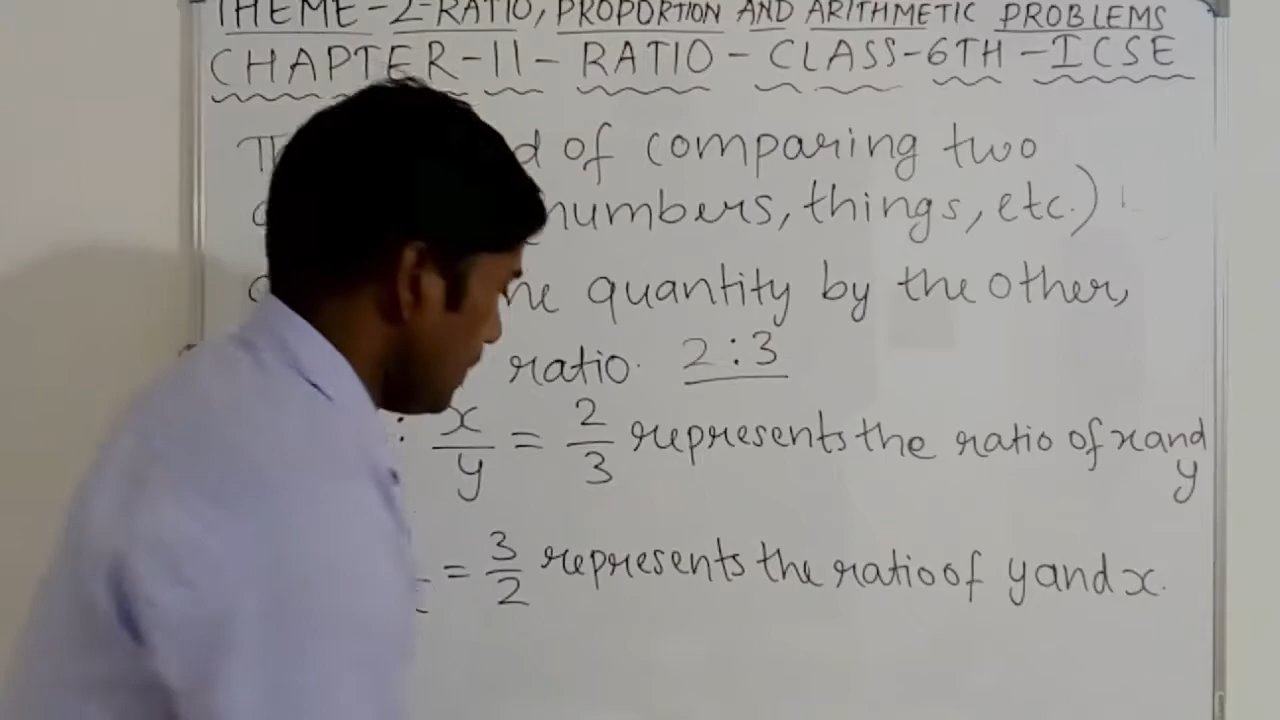 THEME-2-RATIO, PROPORTION AND ARITHMETIC PROBLEMS
CHAPTER-11-RATIO-CLASS-6TH-ICSE
of comparing two
numbers, things, etc.)
quantity by the other,
ratio. 2:3
: x/y = 2/3 represents the ratio of x and y
= 3/2 represents the ratio of y and x.